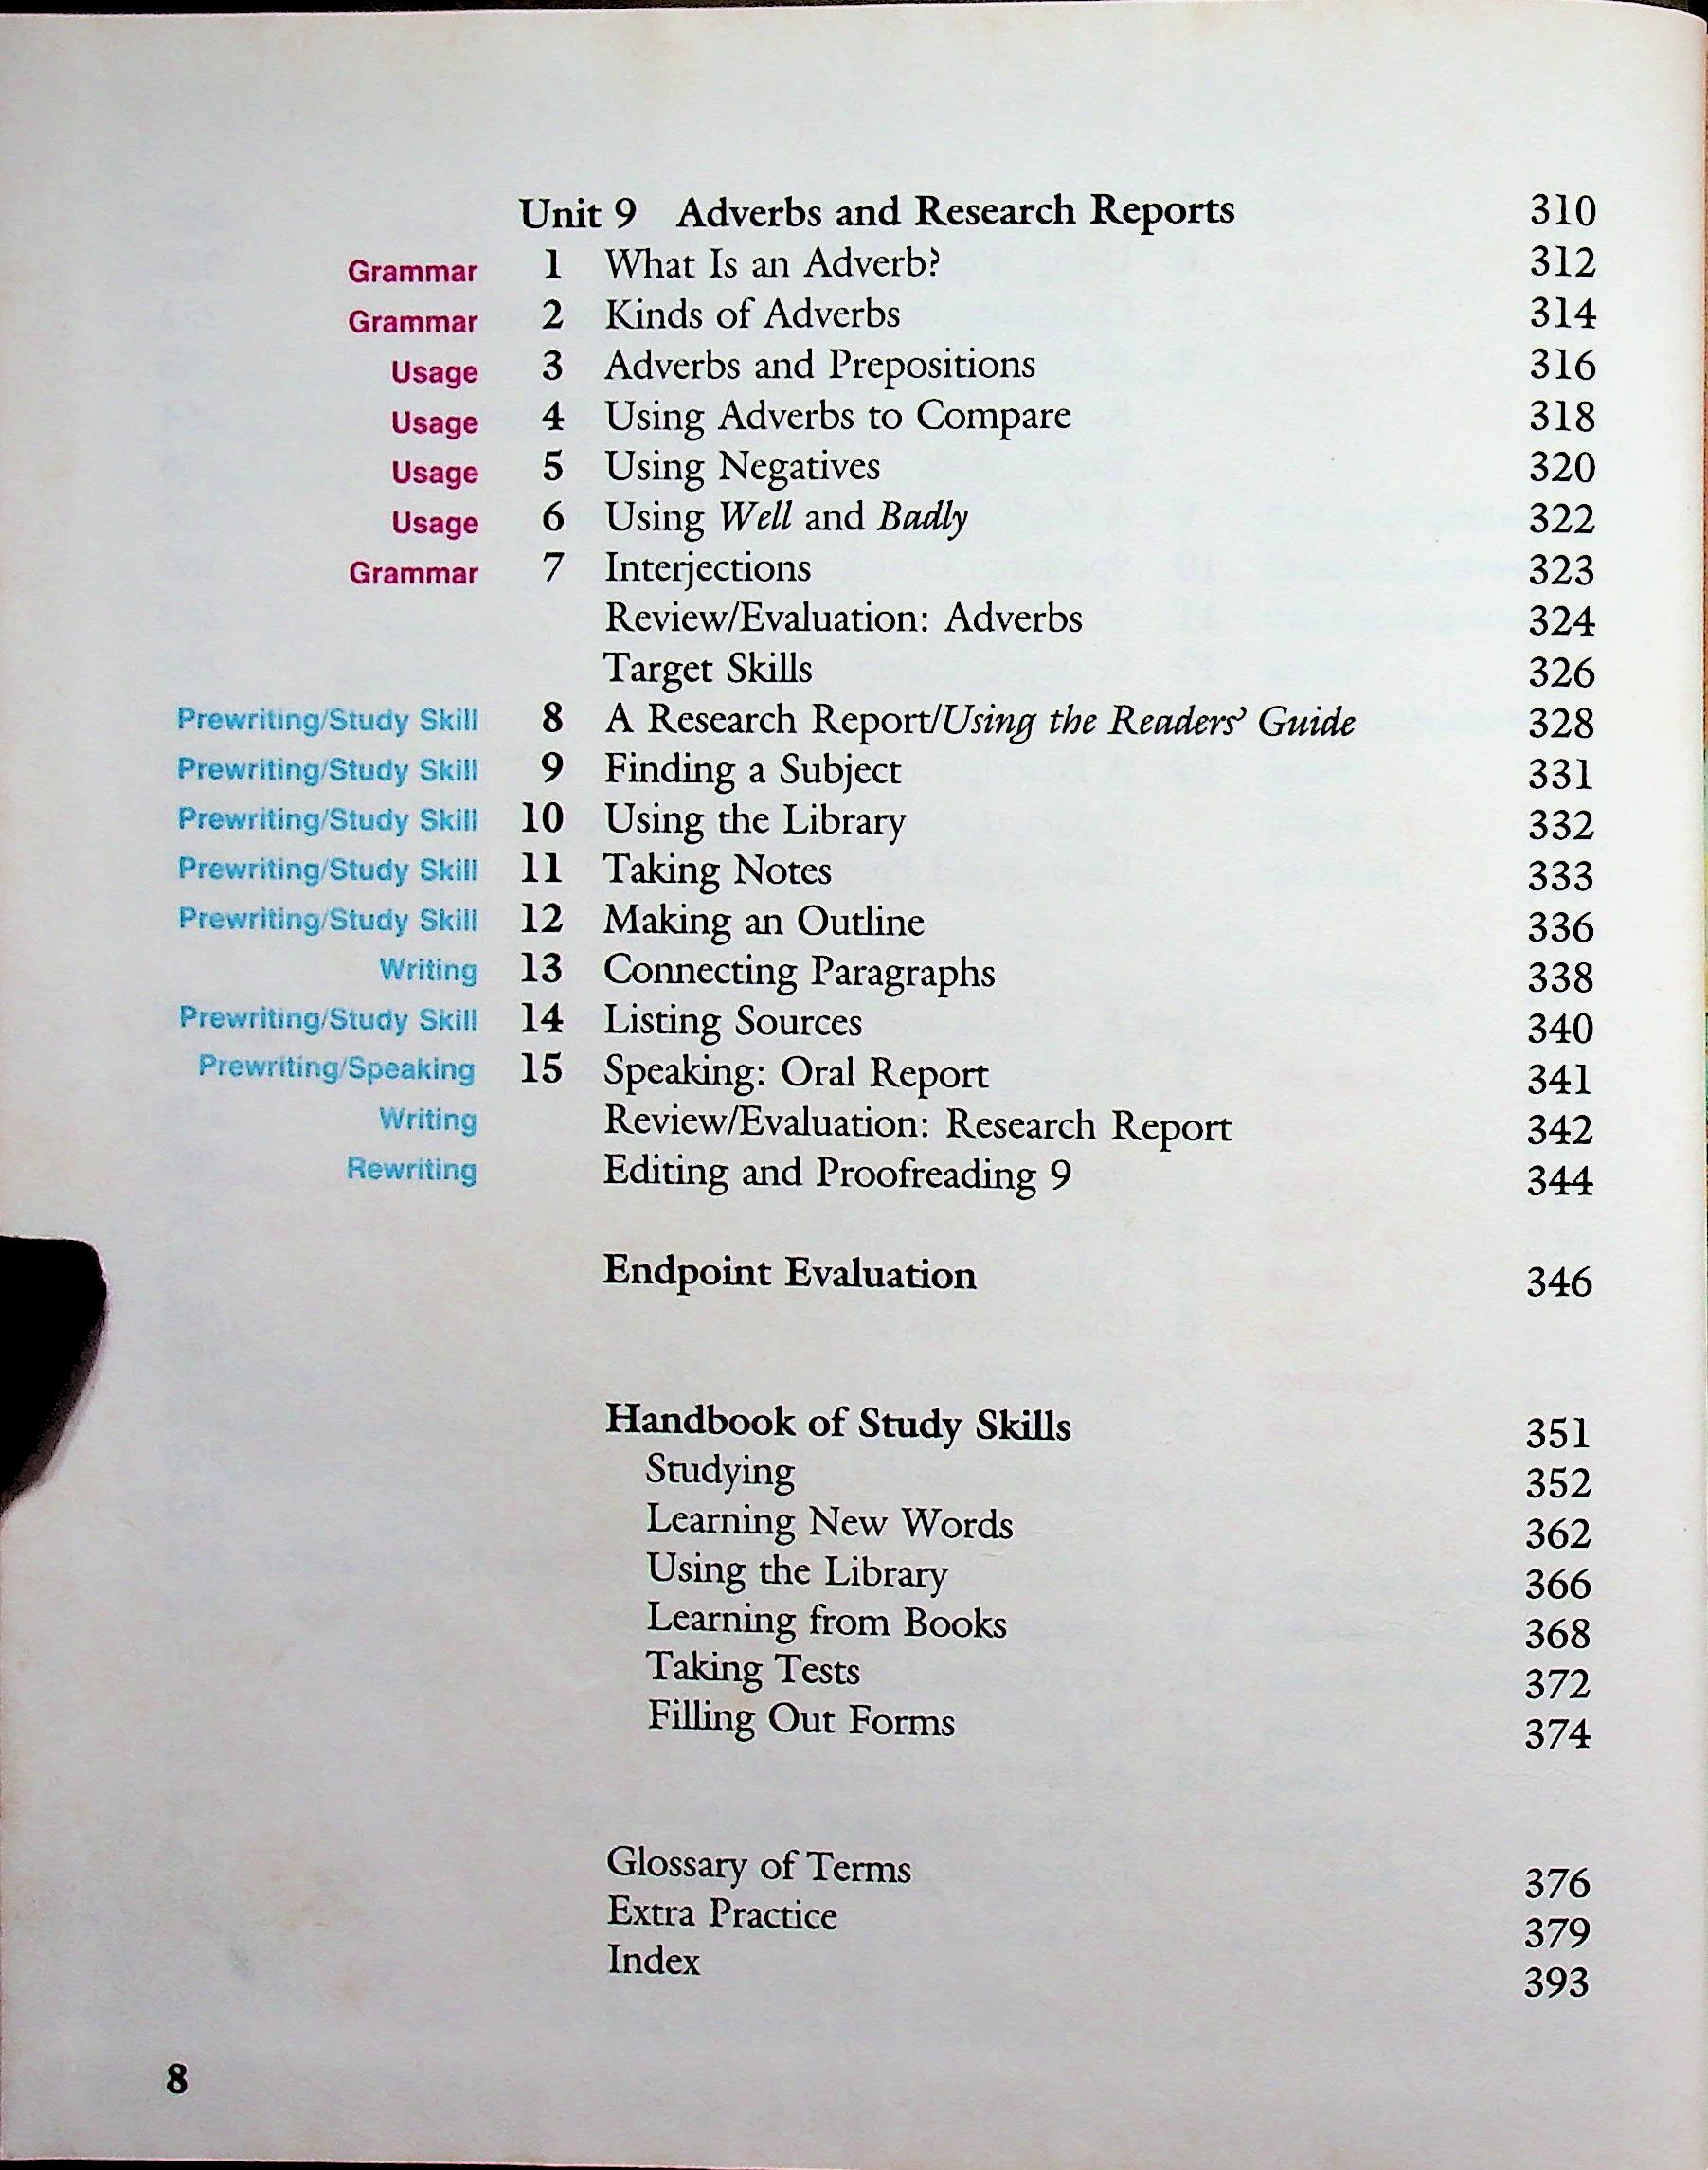 Unit 9 Adverbs and Research Reports 310
Grammar 1 What Is an Adverb? 312
Grammar 2 Kinds of Adverbs 314
Usage 3 Adverbs and Prepositions 316
Usage 4 Using Adverbs to Compare 318
Usage 5 Using Negatives 320
Usage 6 Using Well and Badly 322
Grammar 7 Interjections 323
Review/Evaluation: Adverbs 324
Target Skills 326
Prewriting/Study Skill 8 A Research Report/Using the Readers' Guide 328
Prewriting/Study Skill 9 Finding a Subject 331
Prewriting/Study Skill 10 Using the Library 332
Prewriting/Study Skill 11 Taking Notes 333
Prewriting/Study Skill 12 Making an Outline 336
Writing 13 Connecting Paragraphs 338
Prewriting/Study Skill 14 Listing Sources 340
Prewriting/Speaking 15 Speaking: Oral Report 341
Writing Review/Evaluation: Research Report 342
Rewriting Editing and Proofreading 9 344
Endpoint Evaluation 346
Handbook of Study Skills 351
Studying 352
Learning New Words 362
Using the Library 366
Learning from Books 368
Taking Tests 372
Filling Out Forms 374
Glossary of Terms 376
Extra Practice 379
Index 393
8